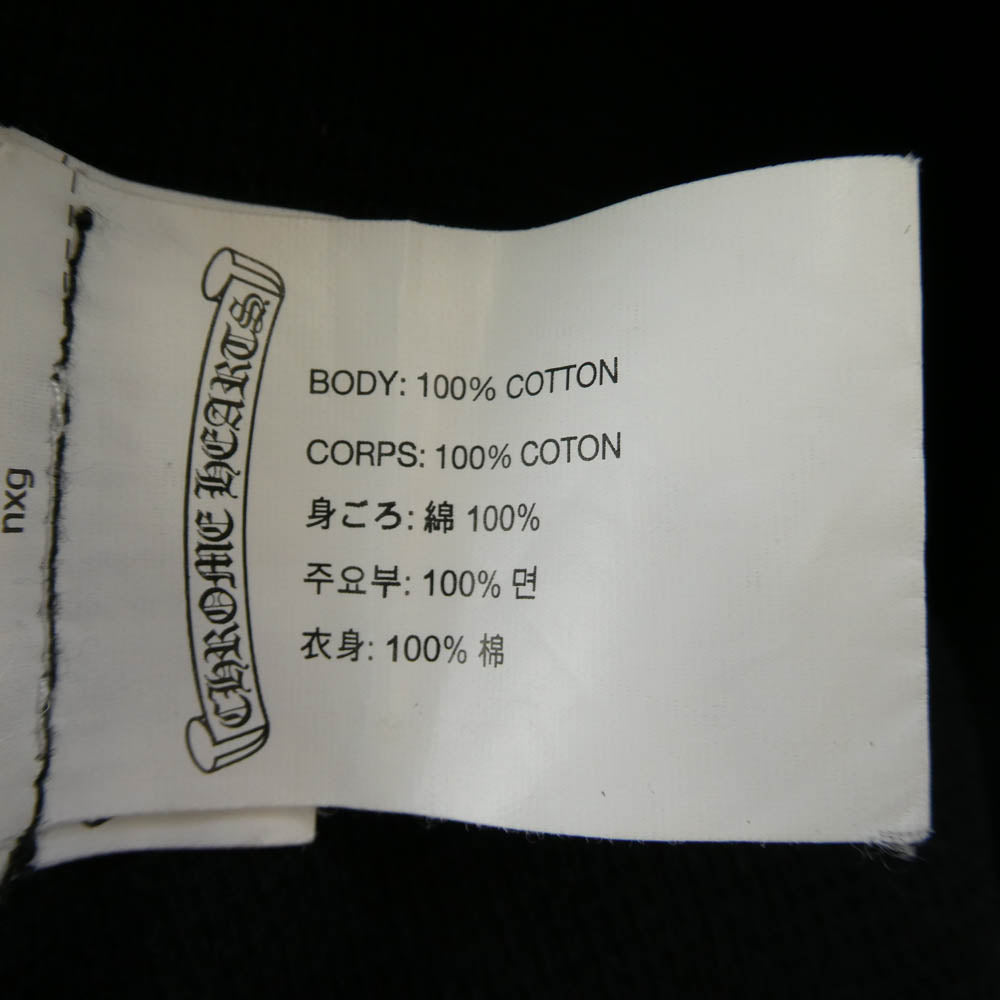 CHROME HEARTS
BODY: 100% COTTON
CORPS: 100% COTON
身ごろ: 綿 100%
주요부: 100% 면
衣身: 100% 棉
nxg